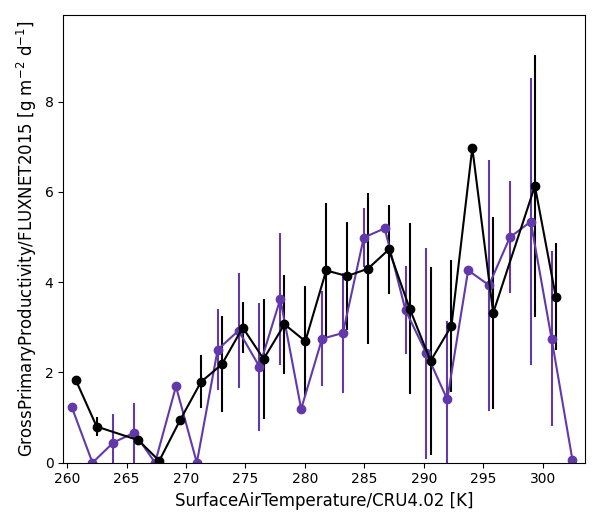 GrossPrimaryProductivity/FLUXNET2015 [g m⁻² d⁻¹]
8
6
4
2
0
260 265 270 275 280 285 290 295 300
SurfaceAirTemperature/CRU4.02 [K]